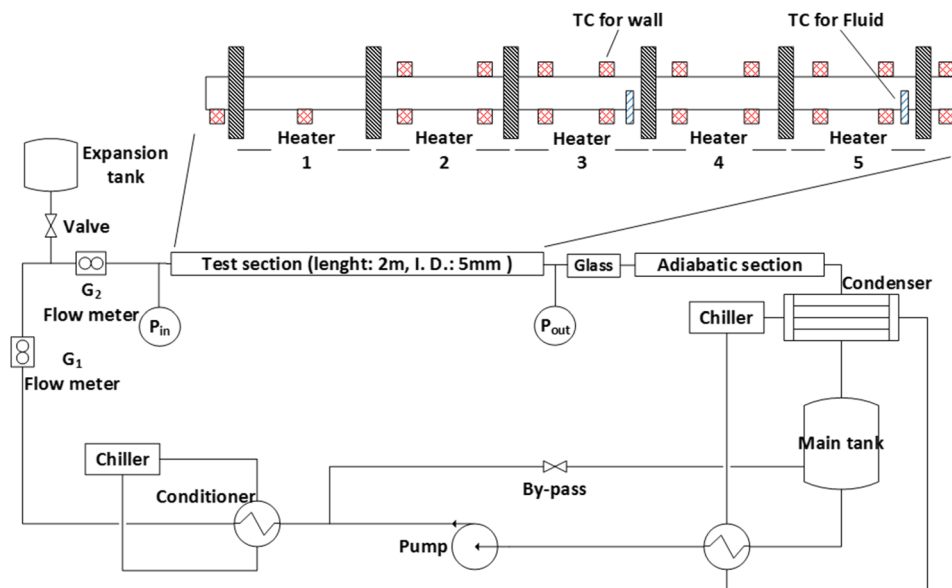 TC for wall
TC for Fluid
Heater
1
Heater
2
Heater
3
Heater
4
Heater
5
Expansion
tank
Valve
G2
Flow meter
Pin
Test section (lenght: 2m, I. D.: 5mm )
Pout
Glass
Adiabatic section
Condenser
Chiller
G1
Flow meter
Main tank
Chiller
Conditioner
By-pass
Pump